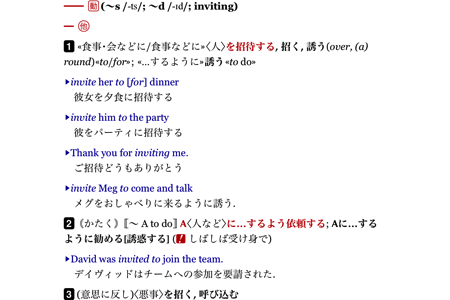 動 (~s /-ts/; ~d /-ɪd/; inviting)
— 他
1 «食事・会などに/食事などに»〈人〉を招待する, 招く, 誘う(over, (a)
round)«to/for»; «…するように»誘う«to do»
▶invite her to [for] dinner
彼女を夕食に招待する
▶invite him to the party
彼をパーティに招待する
▶Thank you for inviting me.
ご招待どうもありがとう
▶invite Meg to come and talk
メグをおしゃべりに来るように誘う.
2 《かたく》〖~ A to do〗A〈人など〉に…するよう依頼する; Aに…する
ように勧める[誘惑する] (! しばしば受け身で)
▶David was invited to join the team.
デイヴィッドはチームへの参加を要請された.
3 (意思に反し)〈悪事〉を招く, 呼び込む